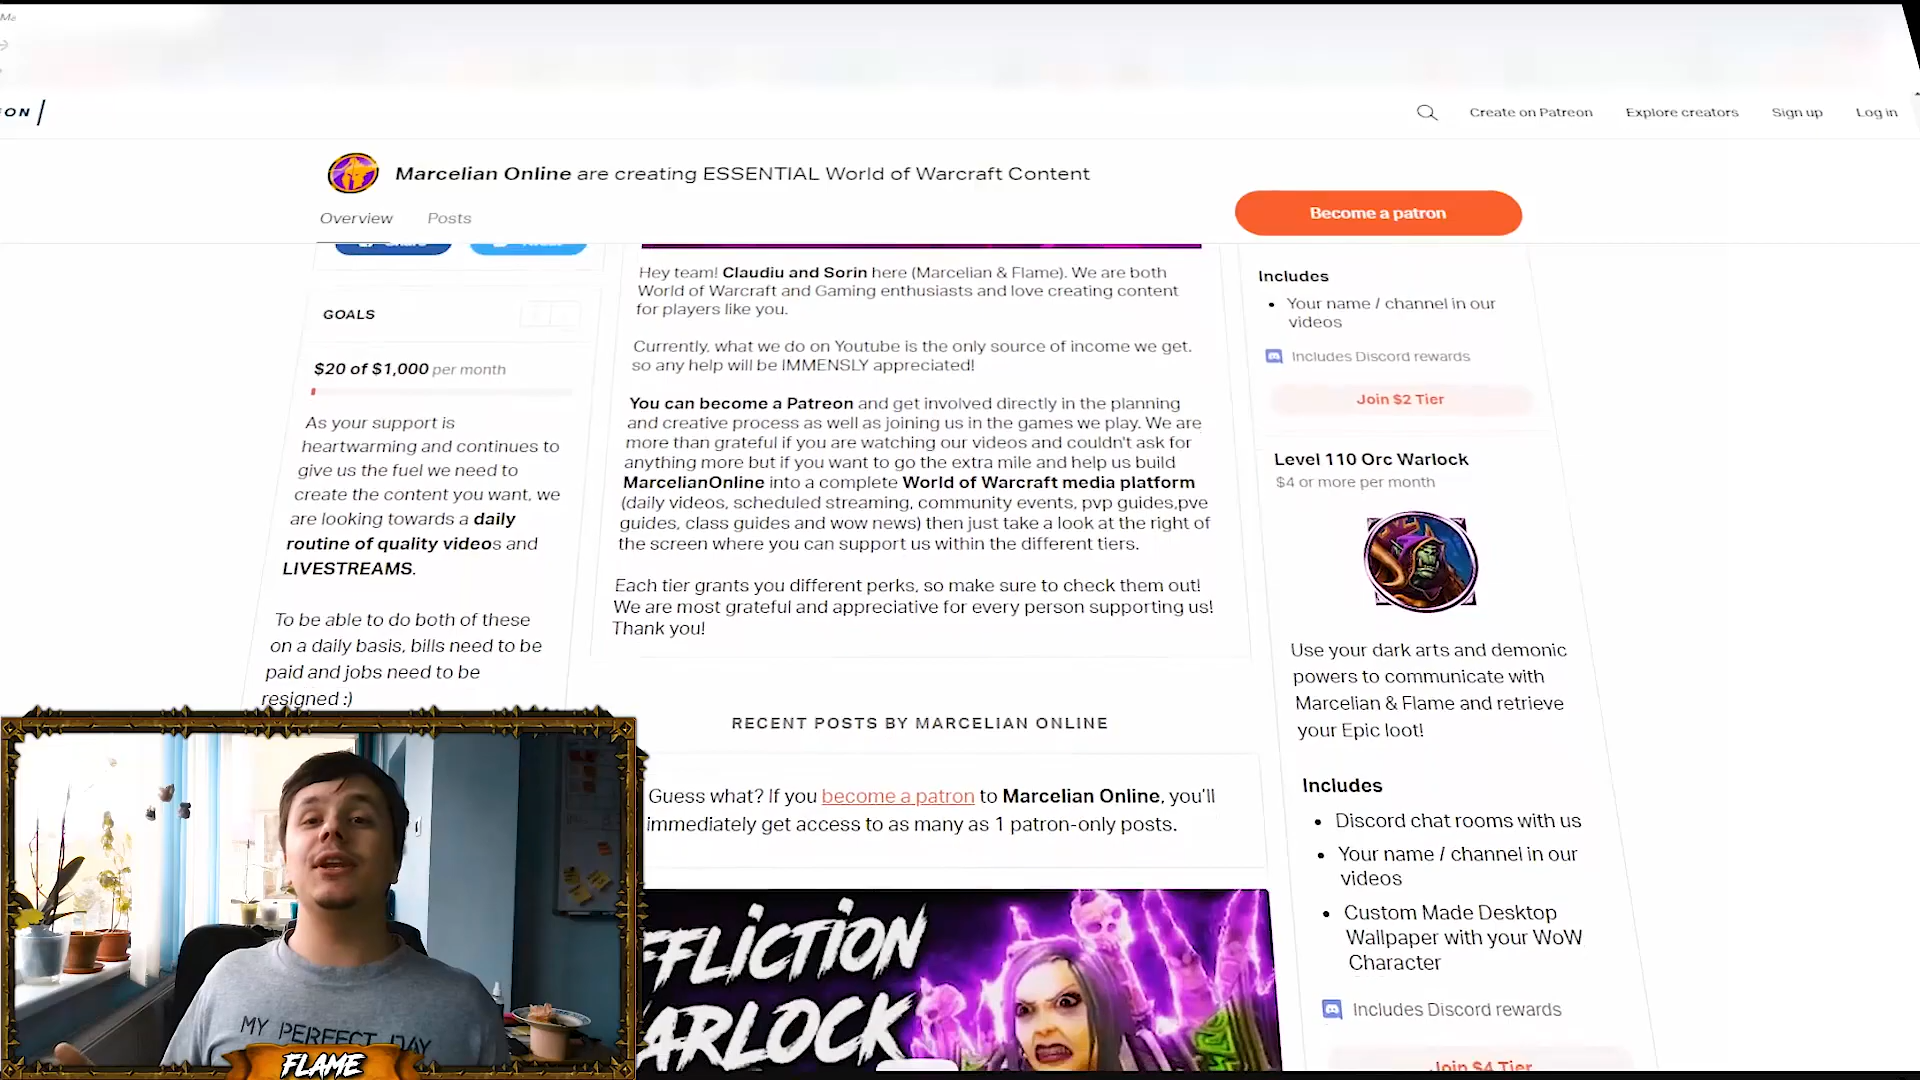 ON
Create on Patreon
Explore creators
Sign up
Log in
Marcelian Online are creating ESSENTIAL World of Warcraft Content
Overview
Posts
Become a patron
GOALS
$20 of $1,000 per month
As your support is
heartwarming and continues to
give us the fuel we need to
create the content you want, we
are looking towards a daily
routine of quality videos and
LIVESTREAMS.
To be able to do both of these
on a daily basis, bills need to be
paid and jobs need to be
resigned :)
Hey team! Claudiu and Sorin here (Marcelian & Flame). We are both
World of Warcraft and Gaming enthusiasts and love creating content
for players like you.
Currently, what we do on Youtube is the only source of income we get,
so any help will be IMMENSLY appreciated!
You can become a Patreon and get involved directly in the planning
and creative process as well as joining us in the games we play. We are
more than grateful if you are watching our videos and couldn't ask for
anything more but if you want to go the extra mile and help us build
MarcelianOnline into a complete World of Warcraft media platform
(daily videos, scheduled streaming, community events, pvp guides,pve
guides, class guides and wow news) then just take a look at the right of
the screen where you can support us within the different tiers.
Each tier grants you different perks, so make sure to check them out!
We are most grateful and appreciative for every person supporting us!
Thank you!
RECENT POSTS BY MARCELIAN ONLINE
Guess what? If you become a patron to Marcelian Online, you'll
immediately get access to as many as 1 patron-only posts.
FFLICTION
ARLOCK
Includes
• Your name / channel in our
videos
Includes Discord rewards
Join $2 Tier
Level 110 Orc Warlock
$4 or more per month
Use your dark arts and demonic
powers to communicate with
Marcelian & Flame and retrieve
your Epic loot!
Includes
• Discord chat rooms with us
• Your name / channel in our
videos
• Custom Made Desktop
Wallpaper with your WoW
Character
Includes Discord rewards
Join $4 Tier
MY PERFECT DAY
FLAME